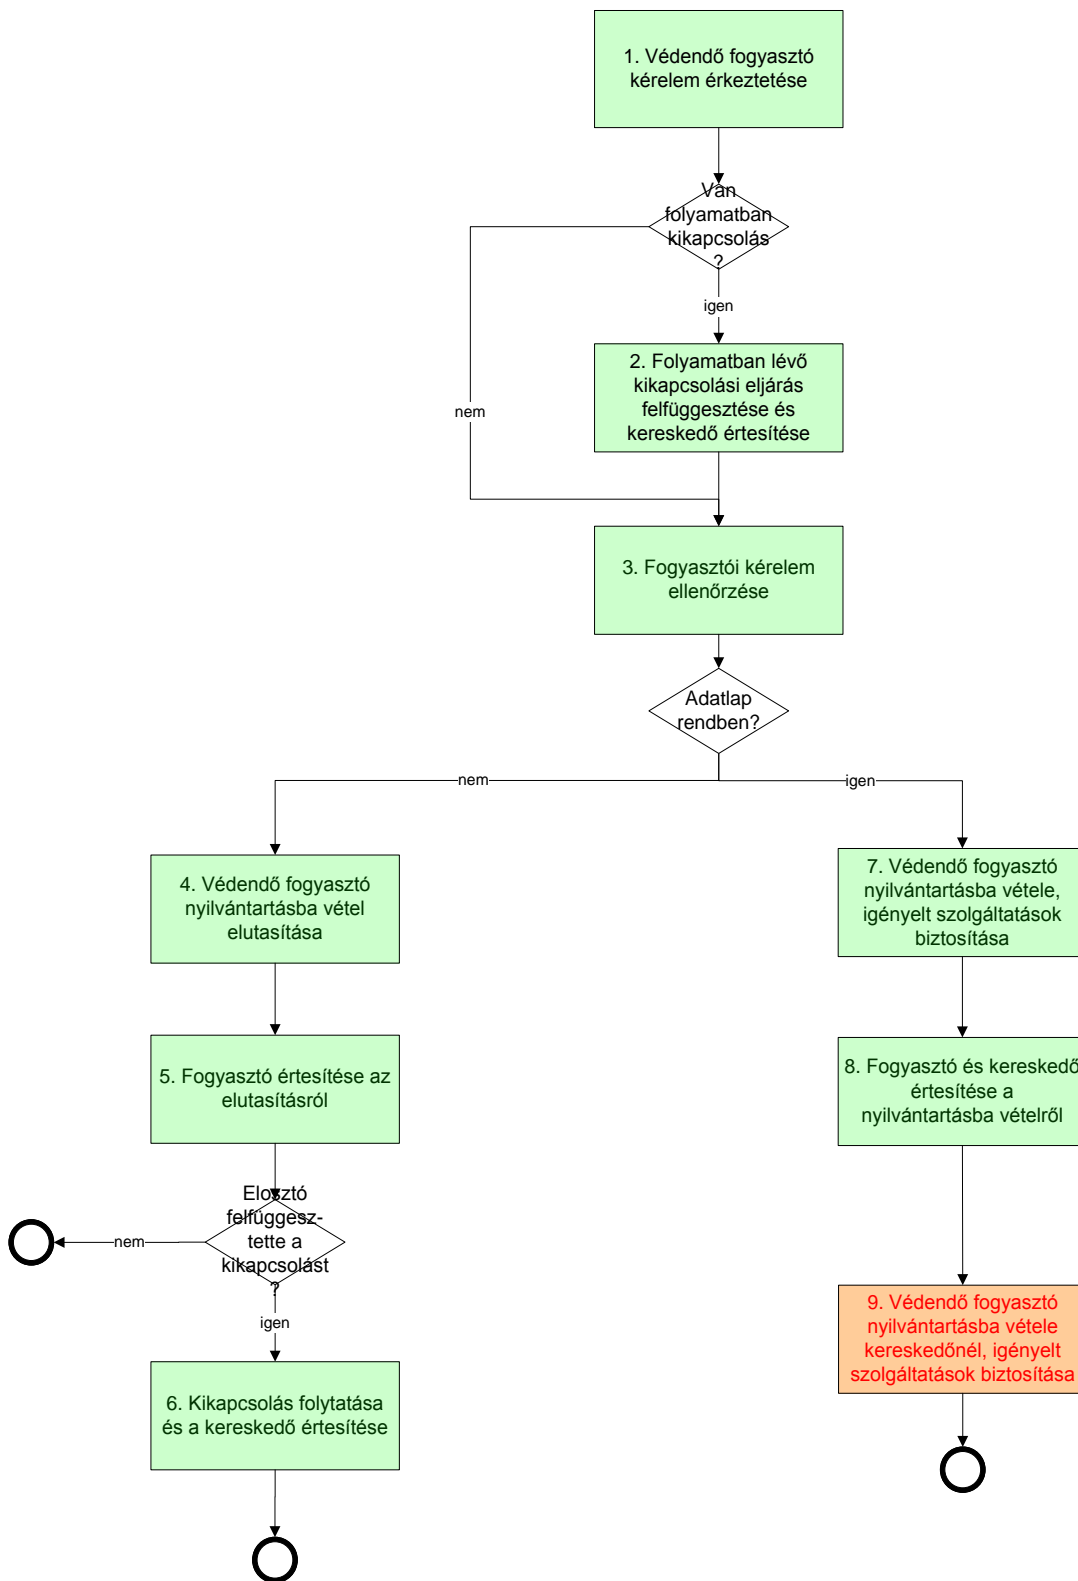 1. Védendő fogyasztó
kérelem érkeztetése
Van
folyamatban
kikapcsolás
?
igen
nem
2. Folyamatban lévő
kikapcsolási eljárás
felfüggesztése és
kereskedő értesítése
3. Fogyasztói kérelem
ellenőrzése
Adatlap
rendben?
nem
igen
4. Védendő fogyasztó
nyilvántartásba vétel
elutasítása
7. Védendő fogyasztó
nyilvántartásba vétele,
igényelt szolgáltatások
biztosítása
5. Fogyasztó értesítése az
elutasításról
8. Fogyasztó és kereskedő
értesítése a
nyilvántartásba vételről
Elosztó
felfüggesz-
tette a
kikapcsolást
?
nem
igen
9. Védendő fogyasztó
nyilvántartásba vétele
kereskedőnél, igényelt
szolgáltatások biztosítása
6. Kikapcsolás folytatása
és a kereskedő értesítése